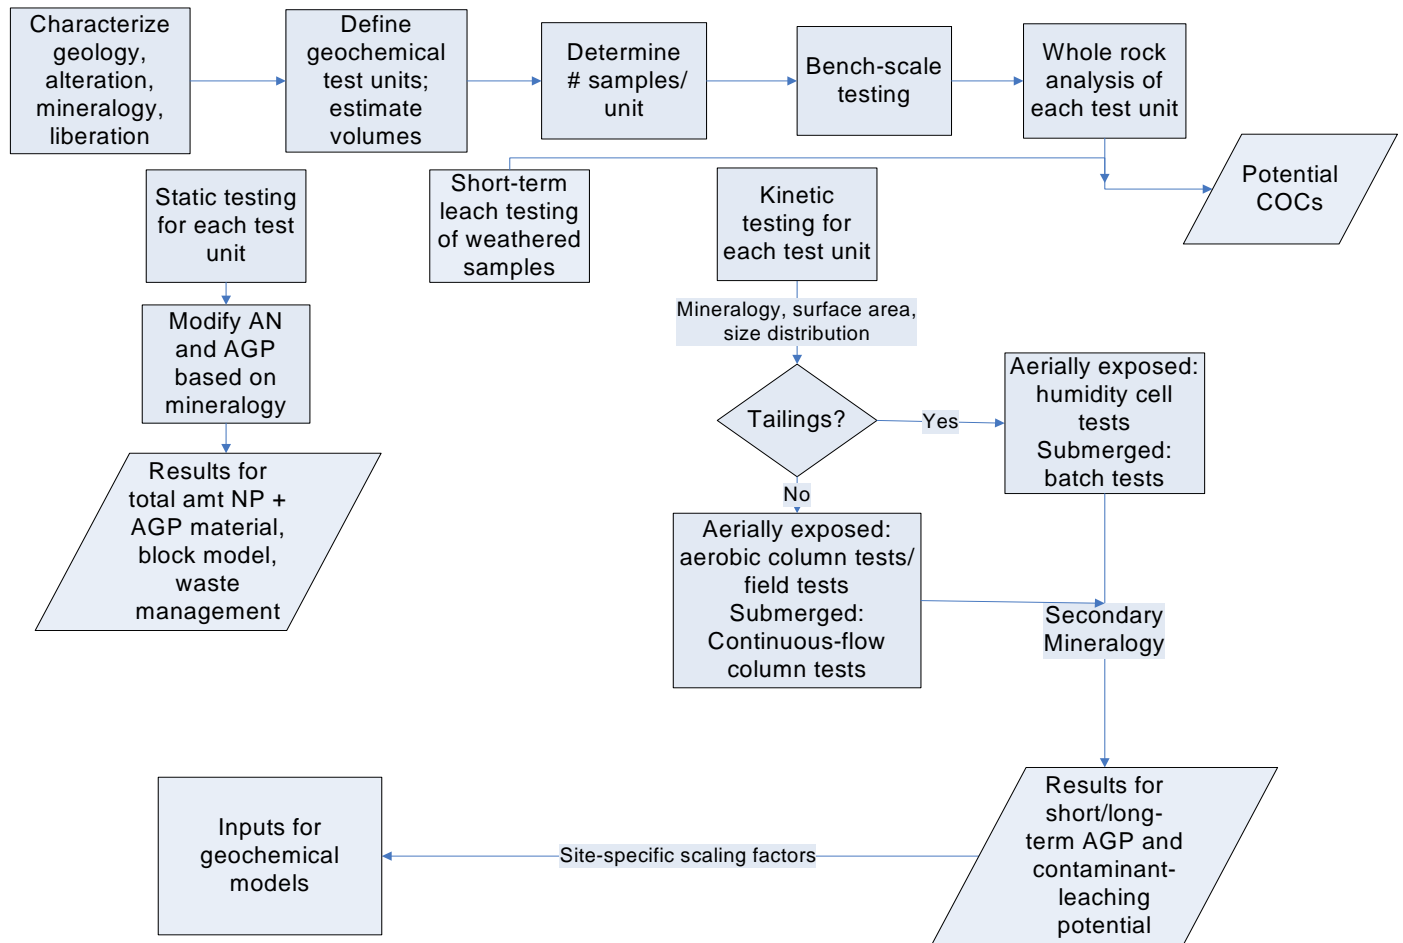 Characterize
geology,
alteration,
mineralogy,
liberation
Define
geochemical
test units;
estimate
volumes
Determine
# samples/
unit
Bench-scale
testing
Whole rock
analysis of
each test unit
Potential
COCs
Static testing
for each test
unit
Short-term
leach testing
of weathered
samples
Kinetic
testing for
each test unit
Modify AN
and AGP
based on
mineralogy
Mineralogy, surface area,
size distribution
Tailings?
Yes
Aerially exposed:
humidity cell
tests
Submerged:
batch tests
No
Results for
total amt NP +
AGP material,
block model,
waste
management
Aerially exposed:
aerobic column tests/
field tests
Submerged:
Continuous-flow
column tests
Secondary
Mineralogy
Results for
short/long-
term AGP and
contaminant-
leaching
potential
Site-specific scaling factors
Inputs for
geochemical
models